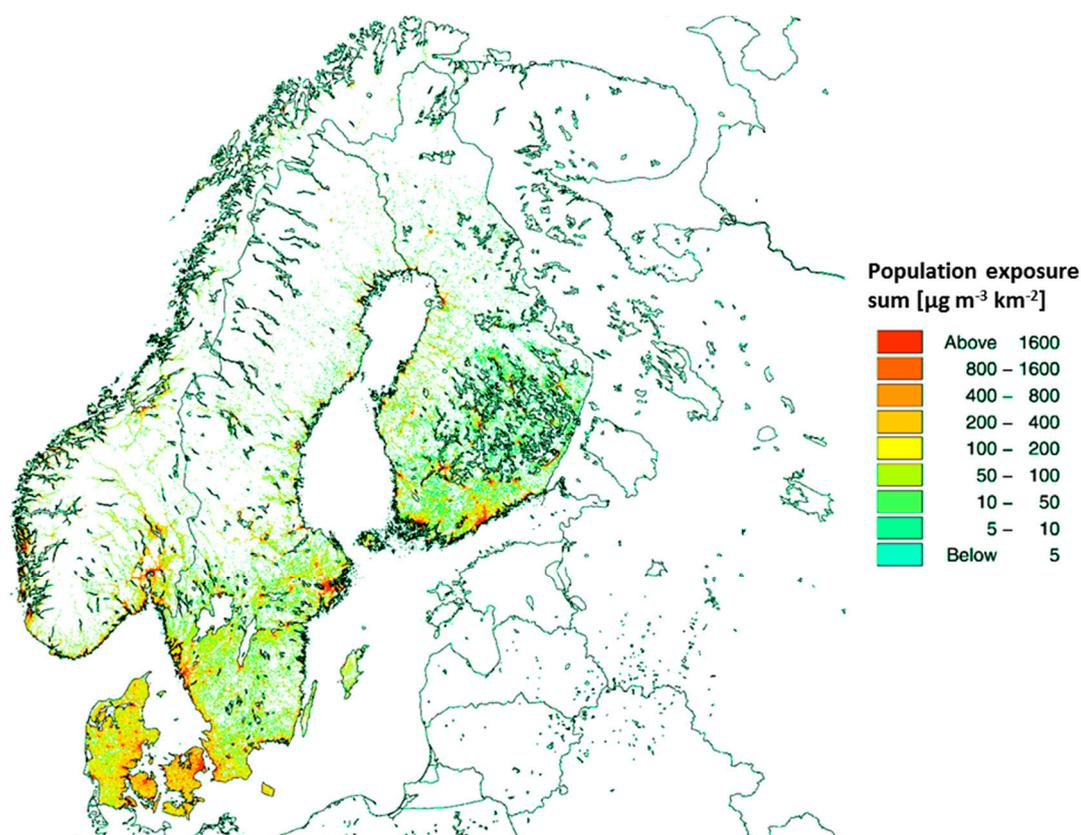 Population exposure
sum [µg m-3 km-2]
Above 1600
800 – 1600
400 – 800
200 – 400
100 – 200
50 – 100
10 – 50
5 – 10
Below 5